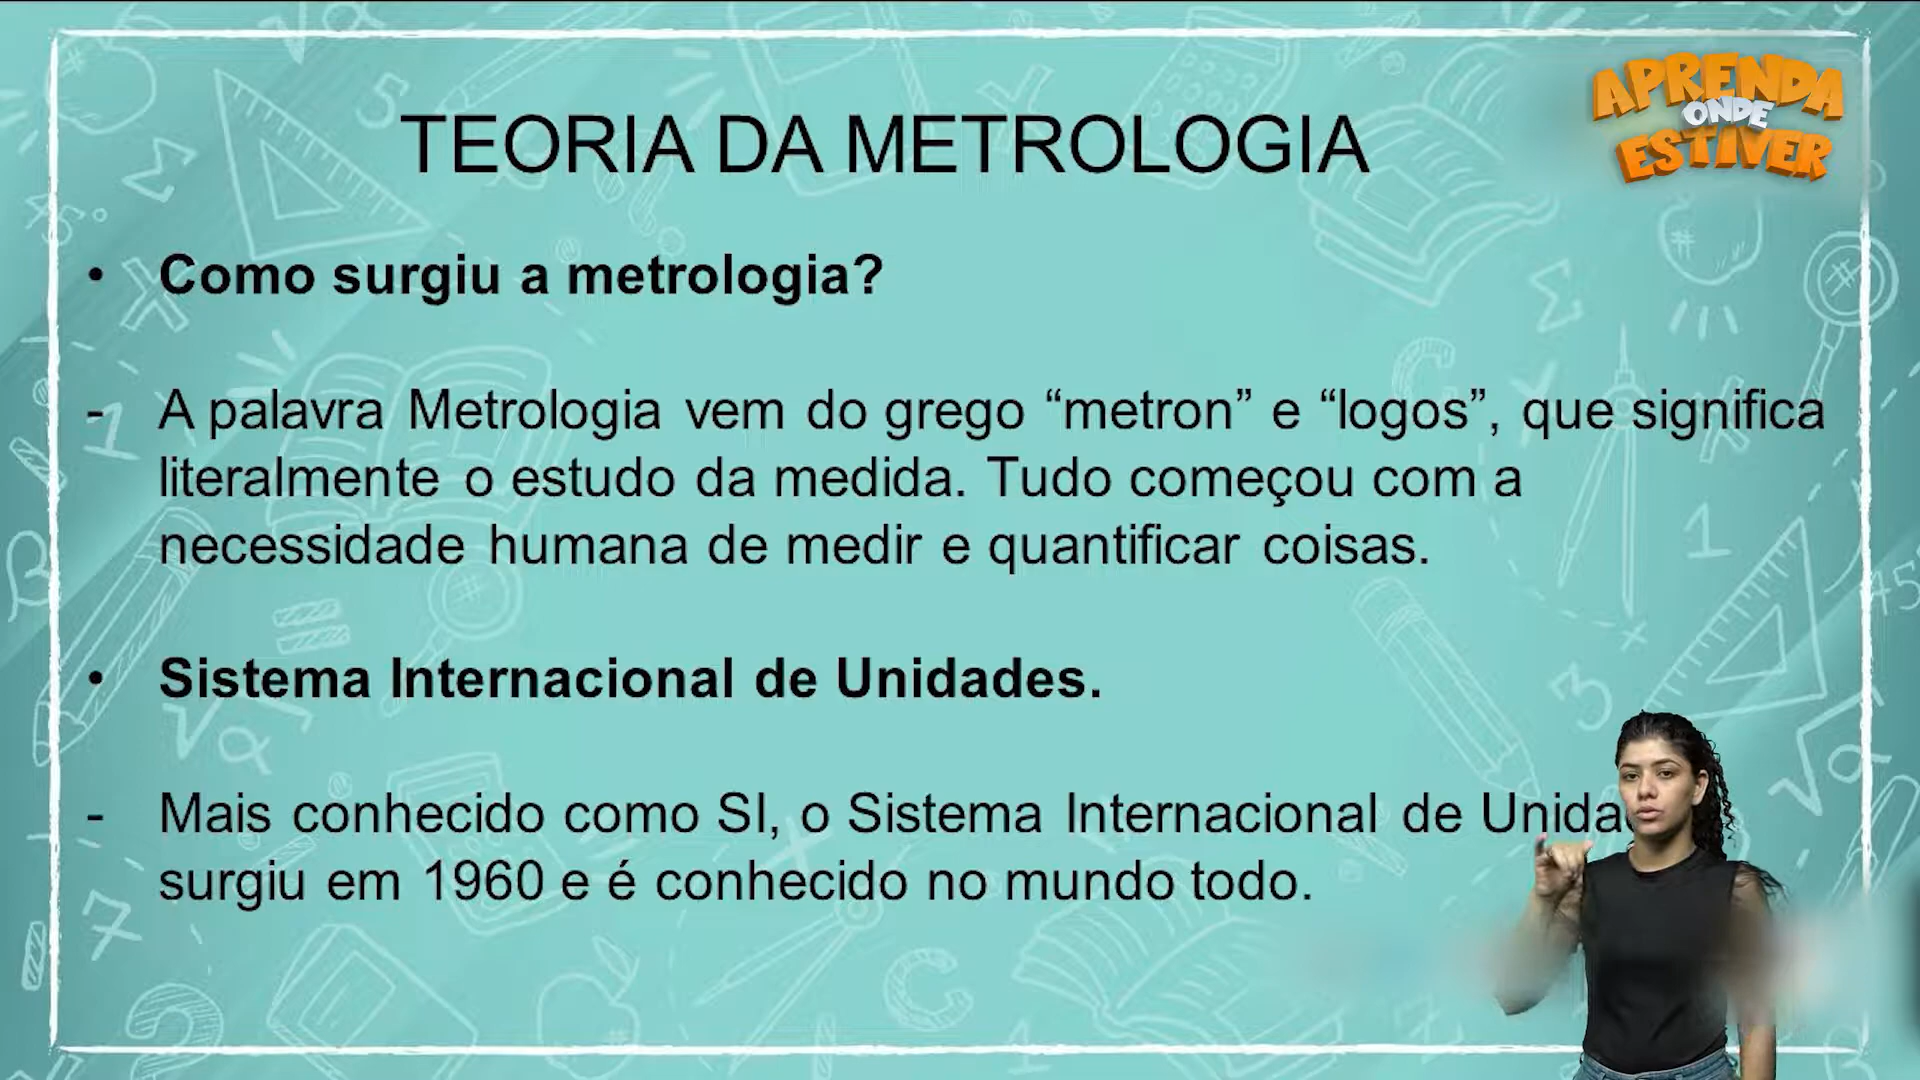 APRENDA
ONDE
ESTIVER
TEORIA DA METROLOGIA
• Como surgiu a metrologia?
- A palavra Metrologia vem do grego “metron” e “logos”, que significa
literalmente o estudo da medida. Tudo começou com a
necessidade humana de medir e quantificar coisas.
• Sistema Internacional de Unidades.
- Mais conhecido como SI, o Sistema Internacional de
surgiu em 1960 e é conhecido no mundo todo.